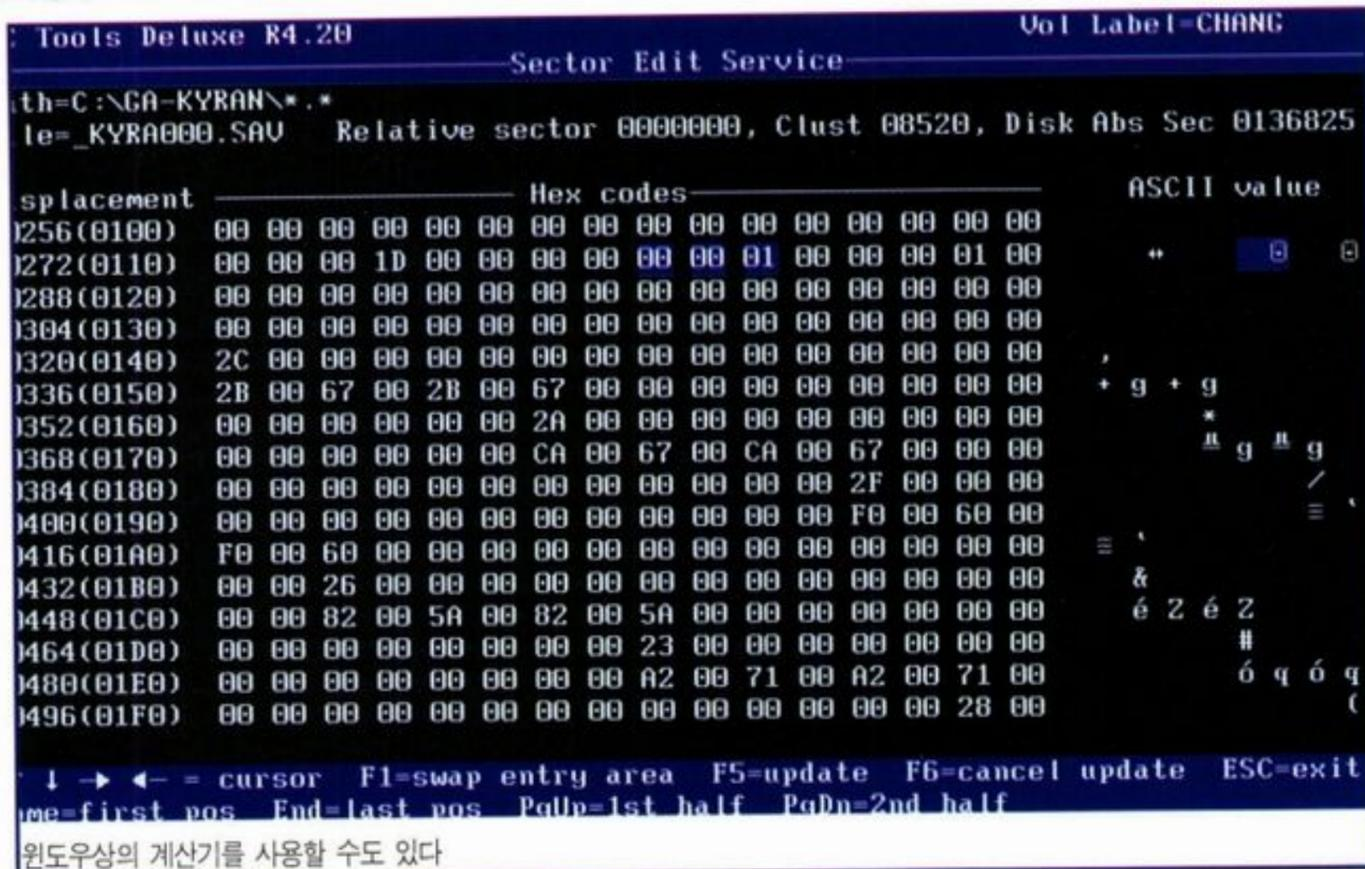 Tools Deluxe R4.20 Vol Label=CHANG
Sector Edit Service
th=C:\GA-KYRAN\*.*
le=_KYRA000.SAV Relative sector 0000000, Clust 08520, Disk Abs Sec 0136825
splacement Hex codes ASCII value
0256(0100) 00 00 00 00 00 00 00 00 00 00 00 00 00 00 00 00
0272(0110) 00 00 00 1D 00 00 00 00 00 00 01 00 00 00 01 00 ↔ ☺ ☺
0288(0120) 00 00 00 00 00 00 00 00 00 00 00 00 00 00 00 00
0304(0130) 00 00 00 00 00 00 00 00 00 00 00 00 00 00 00 00
0320(0140) 2C 00 00 00 00 00 00 00 00 00 00 00 00 00 00 00 ,
0336(0150) 2B 00 67 00 2B 00 67 00 00 00 00 00 00 00 00 00 + g + g
0352(0160) 00 00 00 00 00 00 2A 00 00 00 00 00 00 00 00 00 *
0368(0170) 00 00 00 00 00 00 CA 00 67 00 CA 00 67 00 00 00 ╩ g ╩ g
0384(0180) 00 00 00 00 00 00 00 00 00 00 00 00 2F 00 00 00 /
0400(0190) 00 00 00 00 00 00 00 00 00 00 00 00 F0 00 60 00 ≡ `
0416(01A0) F0 00 60 00 00 00 00 00 00 00 00 00 00 00 00 00 ≡ `
0432(01B0) 00 00 26 00 00 00 00 00 00 00 00 00 00 00 00 00 &
0448(01C0) 00 00 82 00 5A 00 82 00 5A 00 00 00 00 00 00 00 é Z é Z
0464(01D0) 00 00 00 00 00 00 00 00 23 00 00 00 00 00 00 00 #
0480(01E0) 00 00 00 00 00 00 00 00 A2 00 71 00 A2 00 71 00 ó q ó q
0496(01F0) 00 00 00 00 00 00 00 00 00 00 00 00 00 00 28 00 (
↓ → ← = cursor F1=swap entry area F5=update F6=cancel update ESC=exit
ome=first pos End=last pos PgUp=1st half PgDn=2nd half
윈도우상의 계산기를 사용할 수도 있다